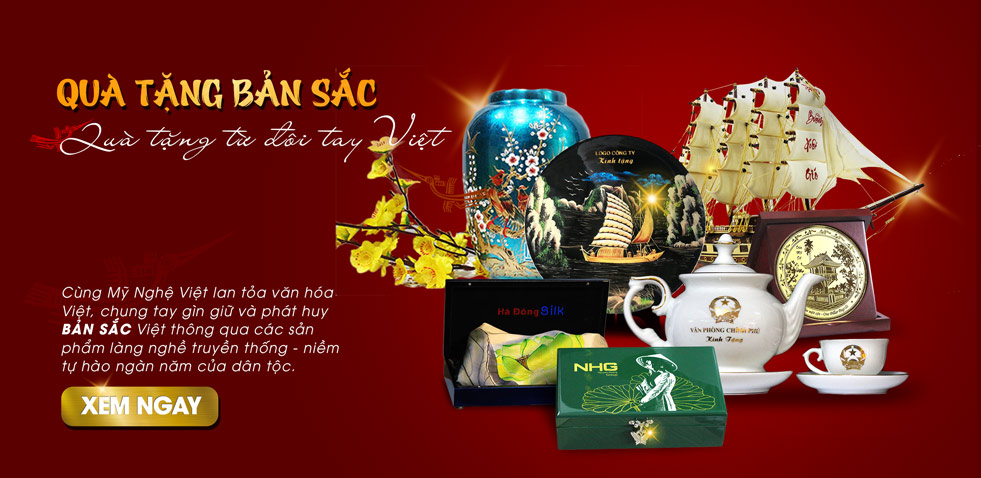 QUÀ TẶNG BẢN SẮC
Quà tặng từ đôi tay Việt
Cùng Mỹ Nghệ Việt lan tỏa văn hóa
Việt, chung tay gìn giữ và phát huy
BẢN SẮC Việt thông qua các sản
phẩm làng nghề truyền thống - niềm
tự hào ngàn năm của dân tộc.
XEM NGAY
LOGO CÔNG TY
Kính tặng
Hà Đông Silk
NHG
VĂN PHÒNG CHÍNH PHỦ
Kính Tặng